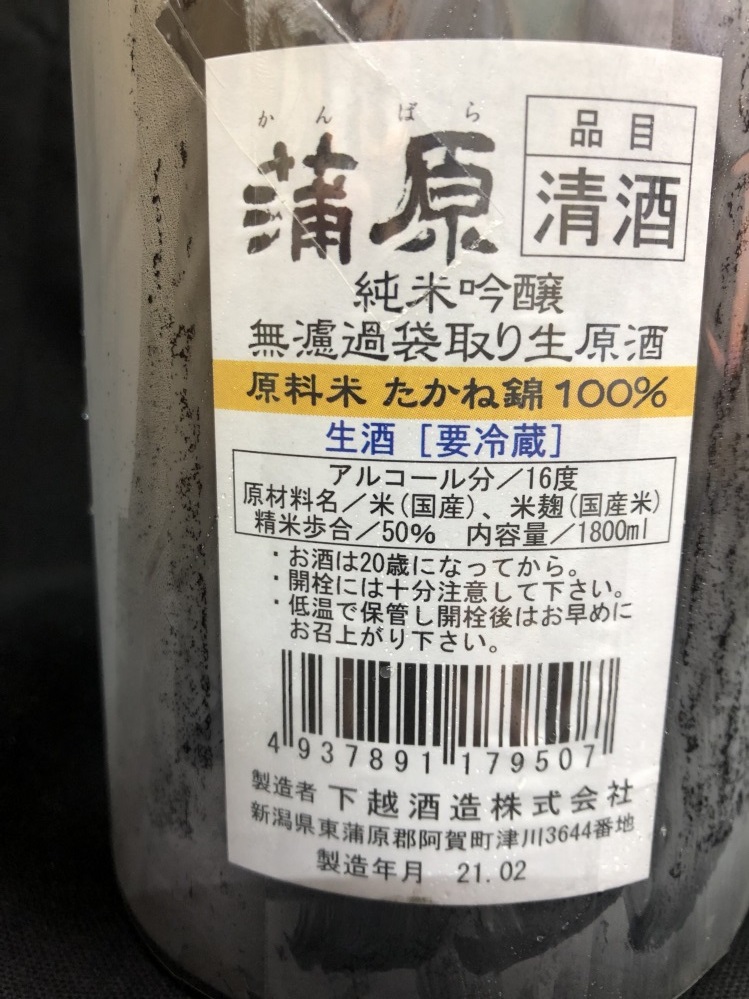 かんばら
蒲原
品目
清酒
純米吟醸
無濾過袋取り生原酒
原料米 たかね錦100%
生酒［要冷蔵］
アルコール分／16度
原材料名／米(国産)、米麹(国産米)
精米歩合／50%　内容量／1800ml
・お酒は20歳になってから。
・開栓には十分注意して下さい。
・低温で保管し開栓後はお早めに
お召上がり下さい。
4 937891 179507
製造者 下越酒造株式会社
新潟県東蒲原郡阿賀町津川3644番地
製造年月　21.02